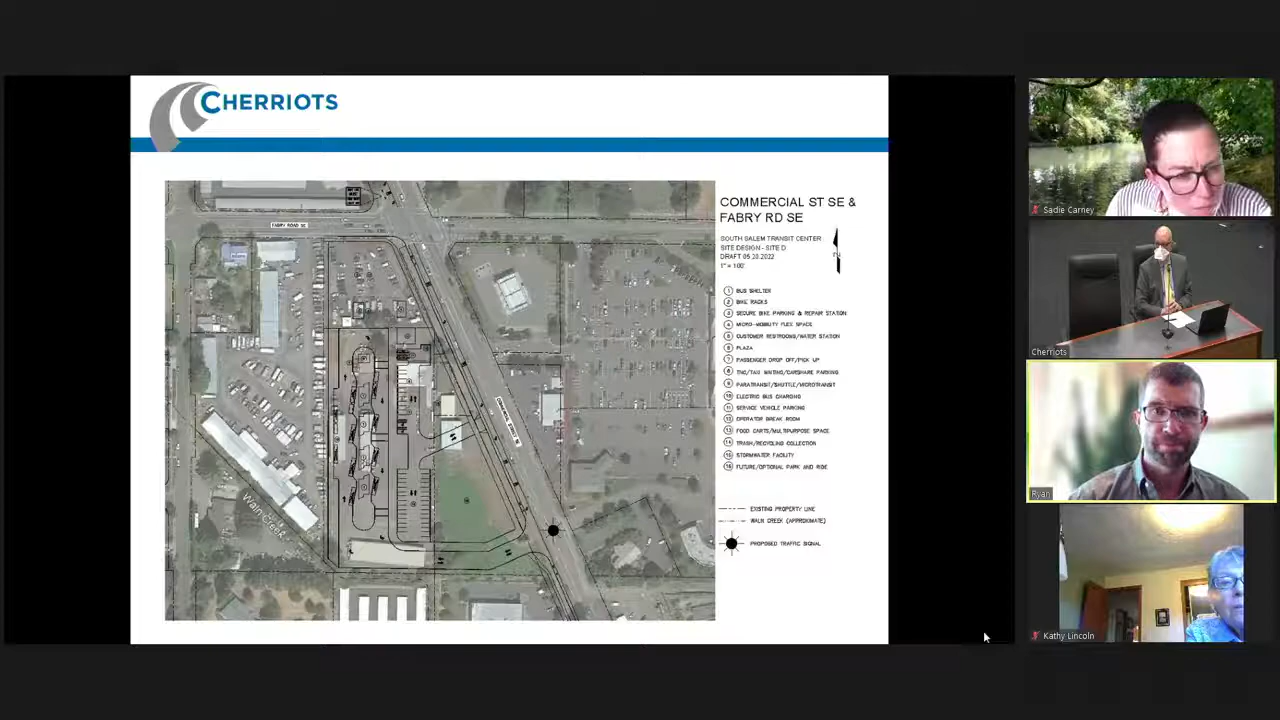 CHERRIOTS
COMMERCIAL ST SE &
FABRY RD SE
SOUTH SALEM TRANSIT CENTER
SITE DESIGN - SITE D
DRAFT 05.20.2022
1" = 100'
1 BUS SHELTER
2 BIKE RACKS
3 SECURE BIKE PARKING & REPAIR STATION
4 MICRO-MOBILITY FLEX SPACE
5 CUSTOMER RESTROOMS/WATER STATION
6 PLAZA
7 PASSENGER DROP OFF/PICK UP
8 TNC/TAXI WAITING/CARSHARE PARKING
9 PARATRANSIT/SHUTTLE/MICROTRANSIT
10 ELECTRIC BUS CHARGING
11 SERVICE VEHICLE PARKING
12 OPERATOR BREAK ROOM
13 FOOD CARTS/MULTIPURPOSE SPACE
14 TRASH/RECYCLING COLLECTION
15 STORMWATER FACILITY
16 FUTURE/OPTIONAL PARK AND RIDE
EXISTING PROPERTY LINE
WALN CREEK (APPROXIMATE)
PROPOSED TRAFFIC SIGNAL
FABRY ROAD SE
COMMERCIAL ST SE
Waln Creek
Sadie Carney
Cherriots
Ryan
Kathy Lincoln